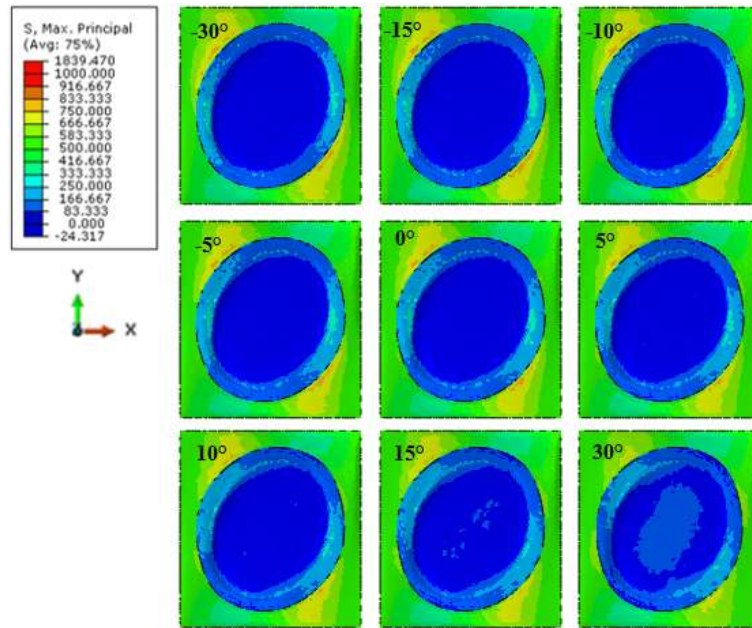 S, Max. Principal
(Avg: 75%)
1839.470
1000.000
916.667
833.333
750.000
666.667
583.333
500.000
416.667
333.333
250.000
166.667
83.333
0.000
-24.317
Y
X
-30° -15° -10°
-5° 0° 5°
10° 15° 30°